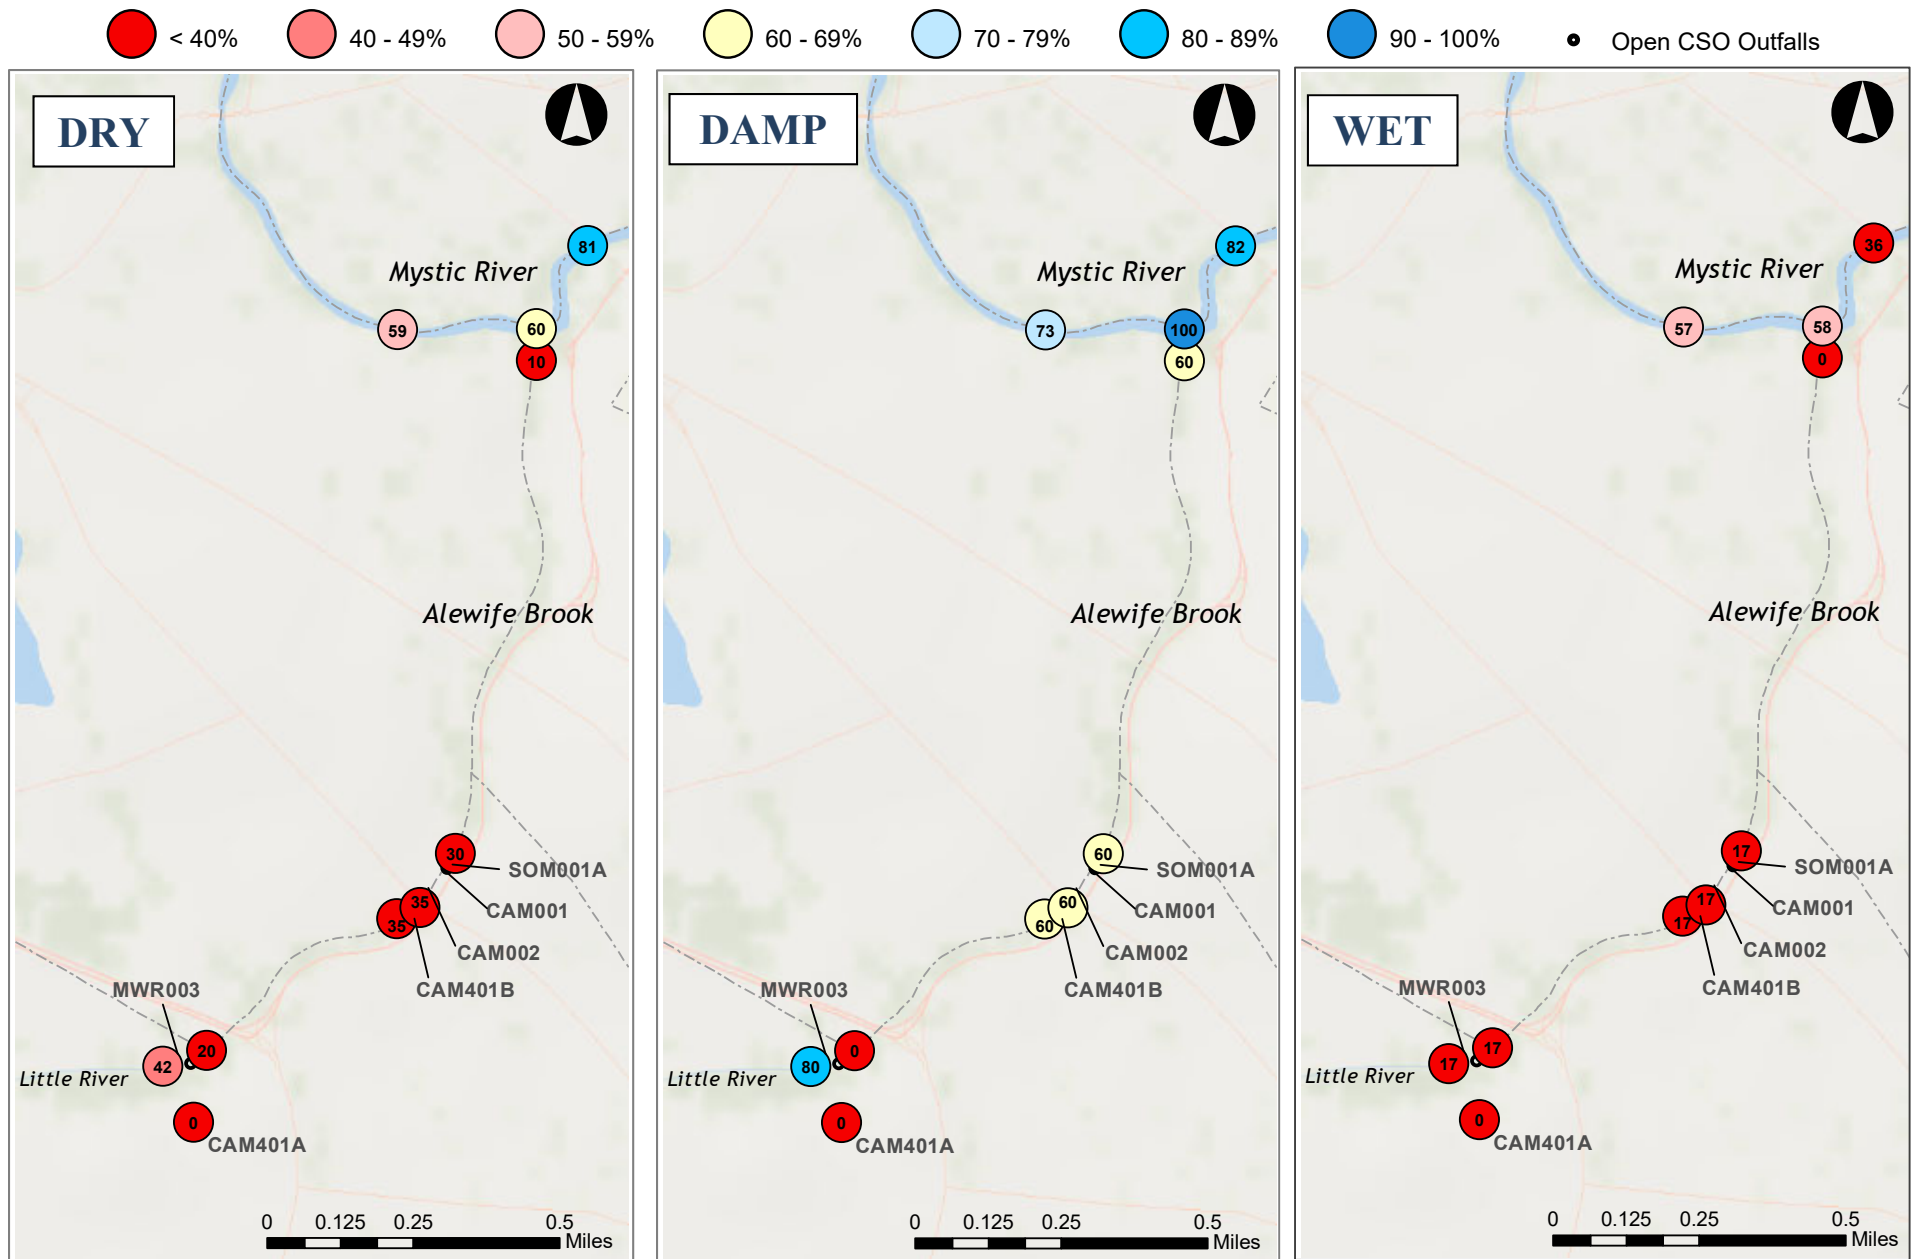 < 40%
40 - 49%
50 - 59%
60 - 69%
70 - 79%
80 - 89%
90 - 100%
Open CSO Outfalls
DRY
81
Mystic River
59
60
10
Alewife Brook
30
SOM001A
35
CAM001
35
CAM002
MWR003
CAM401B
20
42
Little River
0
CAM401A
0 0.125 0.25 0.5
Miles
DAMP
82
Mystic River
73
100
60
Alewife Brook
60
SOM001A
60
CAM001
60
CAM002
MWR003
CAM401B
0
80
Little River
0
CAM401A
0 0.125 0.25 0.5
Miles
WET
36
Mystic River
57
58
0
Alewife Brook
17
SOM001A
17
CAM001
17
CAM002
MWR003
CAM401B
17
17
Little River
0
CAM401A
0 0.125 0.25 0.5
Miles